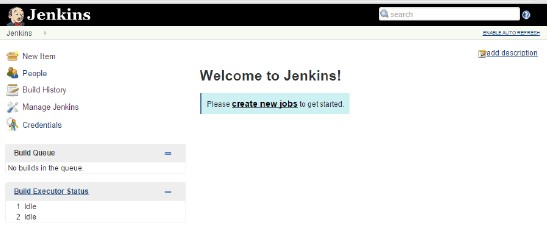 Jenkins
search
Jenkins
ENABLE AUTO REFRESH
add description
New Item
People
Build History
Manage Jenkins
Credentials
Welcome to Jenkins!
Please create new jobs to get started.
Build Queue
No builds in the queue.
Build Executor Status
1 Idle
2 Idle